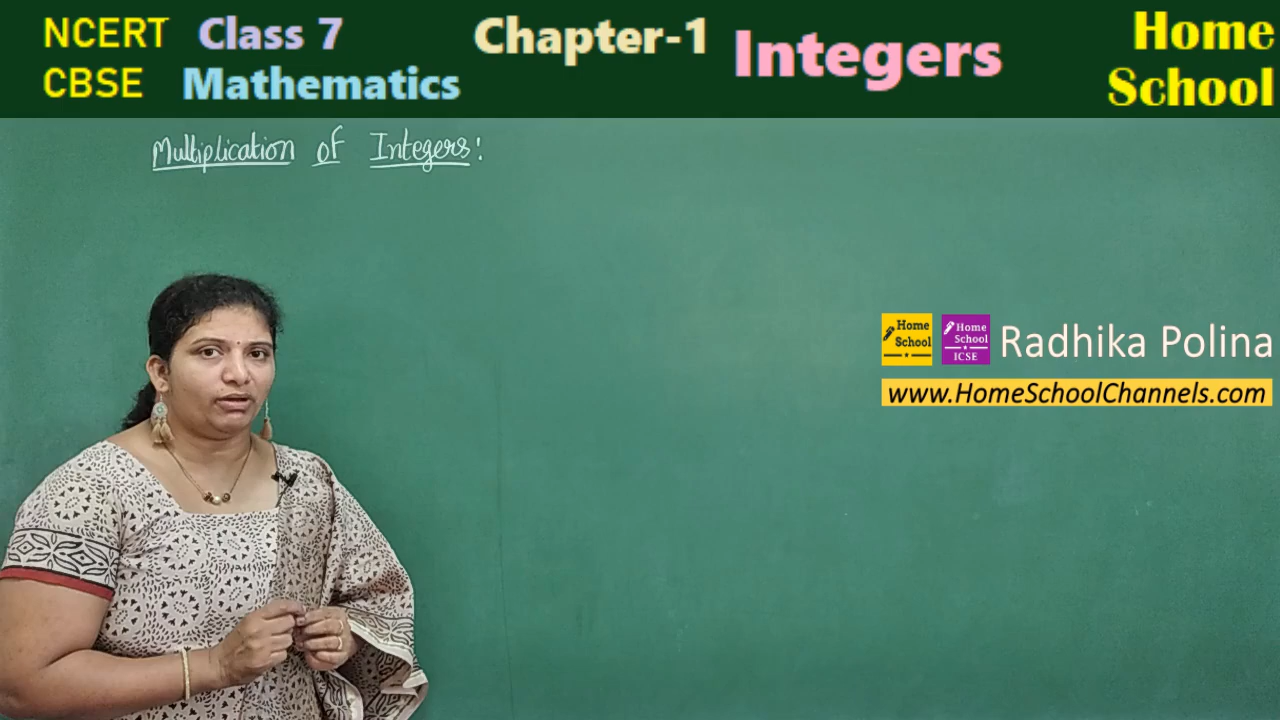 NCERT Class 7 Chapter-1 Integers Home
CBSE Mathematics School
Multiplication of Integers:
Home School
Home School ICSE
Radhika Polina
www.HomeSchoolChannels.com